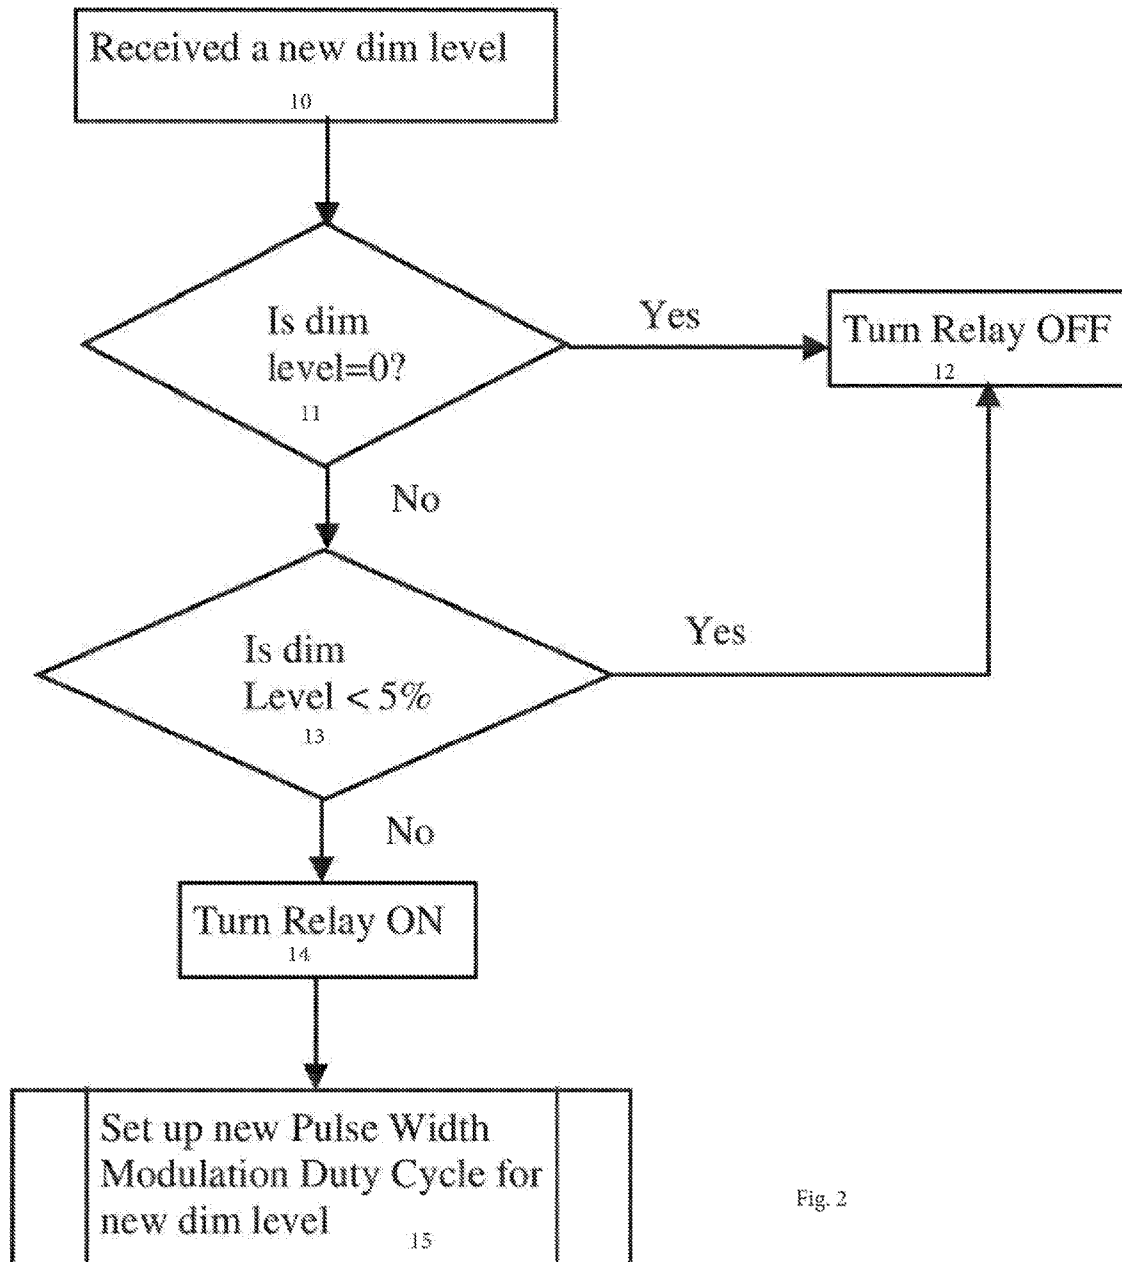 Received a new dim level
10
Is dim
level=0?
11
Yes
Turn Relay OFF
12
No
Is dim
Level < 5%
13
Yes
No
Turn Relay ON
14
Set up new Pulse Width
Modulation Duty Cycle for
new dim level
15
Fig. 2